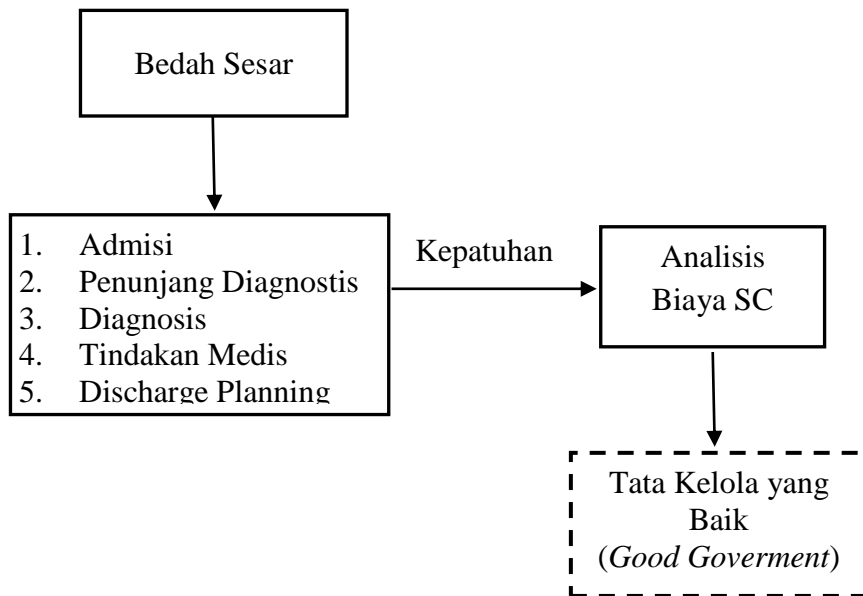 Bedah Sesar
1. Admisi
2. Penunjang Diagnostis
3. Diagnosis
4. Tindakan Medis
5. Discharge Planning
Kepatuhan
Analisis
Biaya SC
Tata Kelola yang
Baik
(Good Goverment)